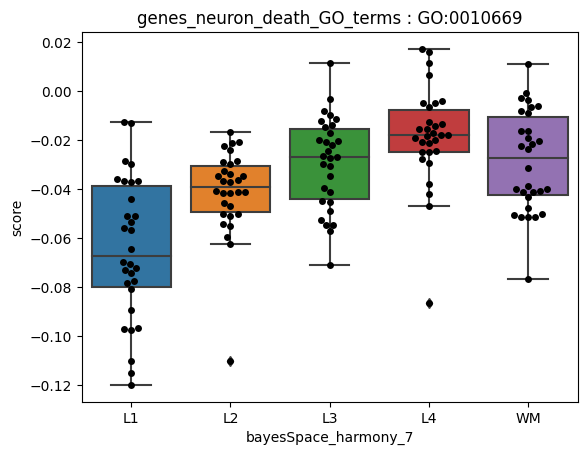 genes_neuron_death_GO_terms : GO:0010669
score
0.02
0.00
−0.02
−0.04
−0.06
−0.08
−0.10
−0.12
L1 L2 L3 L4 WM
bayesSpace_harmony_7